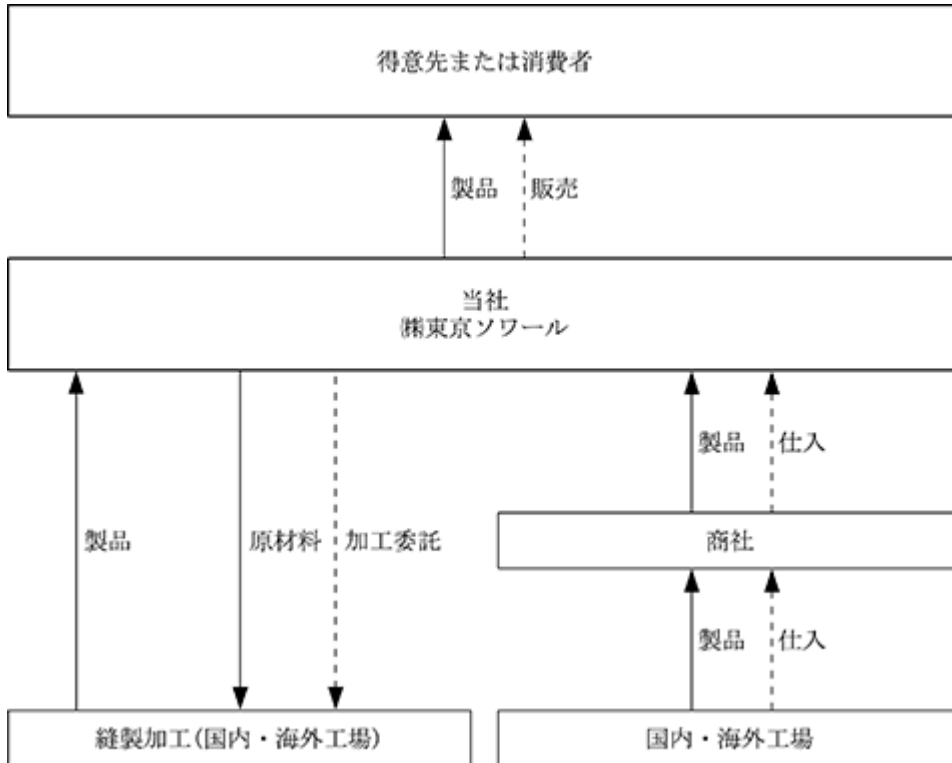 得意先または消費者
製品
販売
当社
㈱東京ソワール
製品
原材料
加工委託
製品
仕入
商社
製品
仕入
縫製加工(国内・海外工場)
国内・海外工場